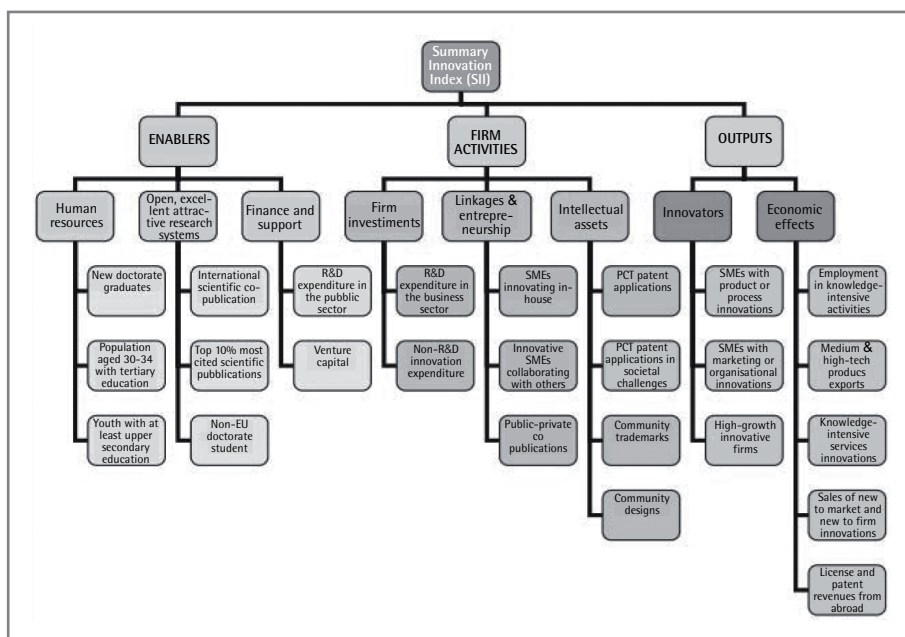 Summary
Innovation
Index (SII)
ENABLERS
FIRM
ACTIVITIES
OUTPUTS
Human
resources
Open, excel-
lent attrac-
tive research
systems
Finance and
support
Firm
investiments
Linkages & 
entrepre-
neurship
Intellectual
assets
Innovators
Economic
effects
New doctorate
graduates
International
scientific co-
publication
R&D
expenditure in
the pubblic
sector
R&D
expenditure in
the business
sector
SMEs
innovating in-
house
PCT patent
applications
SMEs with
product or
process innovations
Employment
in knowledge-
intensive
activities
Population
aged 30-34
with tertiary
education
Top 10% most
cited scientific
pubblications
Venture
capital
Non-R&D
innovation
expenditure
Innovative
SMEs
collaborating
with others
PCT patent
applications in
societal
challenges
SMEs with
marketing or
organisational
innovations
Medium &
high-tech
producs
exports
Youth with at
least upper
secondary
education
Non-EU
doctorate
student
Public-private
co
publications
Community
trademarks
High-growth
innovative
firms
Knowledge-
intensive
services
innovations
Community
designs
Sales of new
to market and
new to firm
innovations
License and
patent
revenues from
abroad